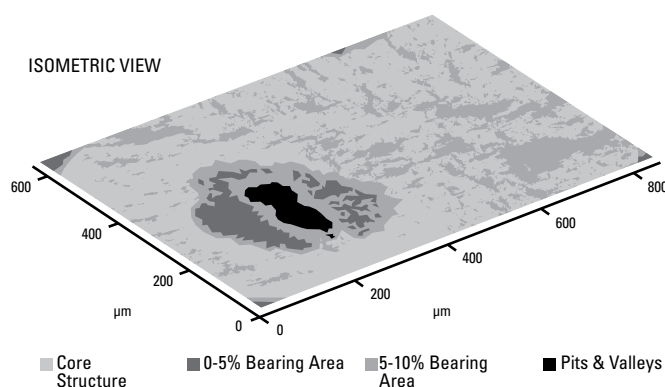 ISOMETRIC VIEW
600
400
200
0
µm
0
200
400
600
800
µm
Core
Structure
0-5% Bearing Area
5-10% Bearing
Area
Pits & Valleys